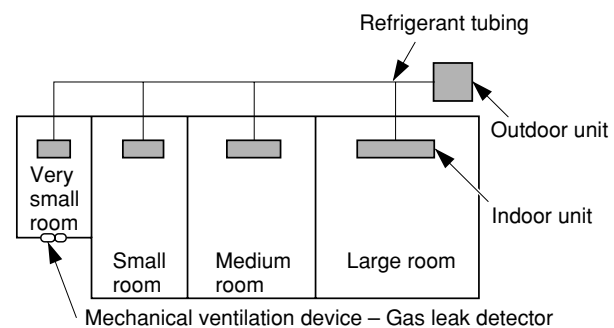 Refrigerant tubing
Outdoor unit
Very
small
room
Indoor unit
Small
room
Medium
room
Large room
Mechanical ventilation device – Gas leak detector